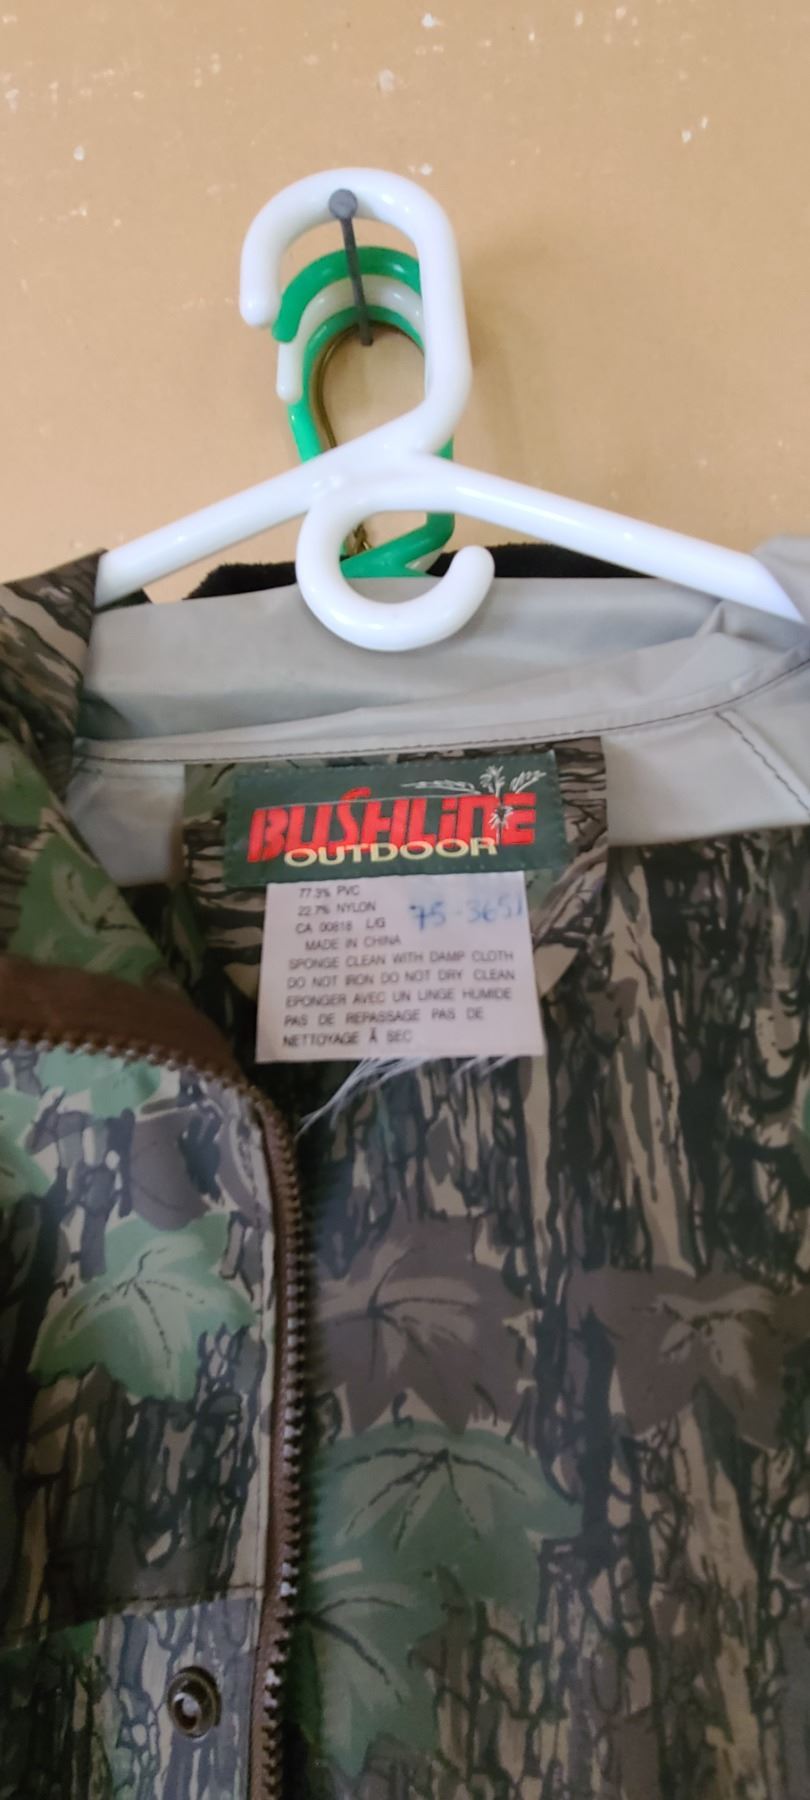 BUSHLINE
OUTDOOR
77.3% PVC
22.7% NYLON
75-3651
CA 00818 L/G
MADE IN CHINA
SPONGE CLEAN WITH DAMP CLOTH
DO NOT IRON DO NOT DRY CLEAN
EPONGER AVEC UN LINGE HUMIDE
PAS DE REPASSAGE PAS DE
NETTOYAGE À SEC